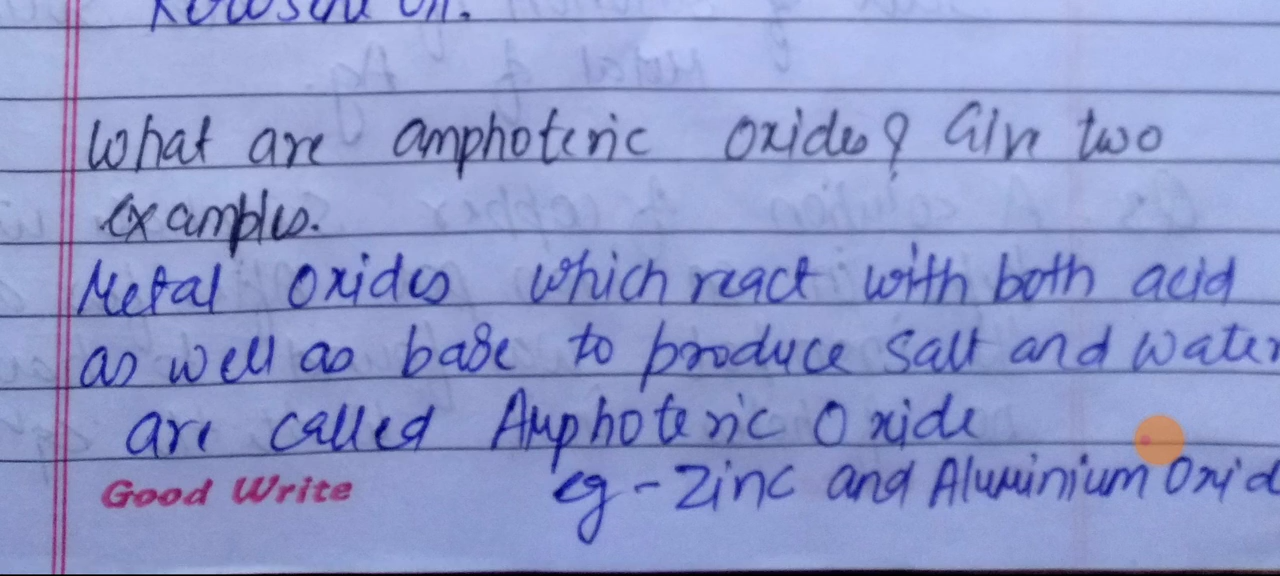 What are amphoteric oxides? Give two
examples.
Metal oxides which react with both acid
as well as base to produce salt and water
are called Amphoteric Oxide
Good Write
eg - Zinc and Aluminium Oxid